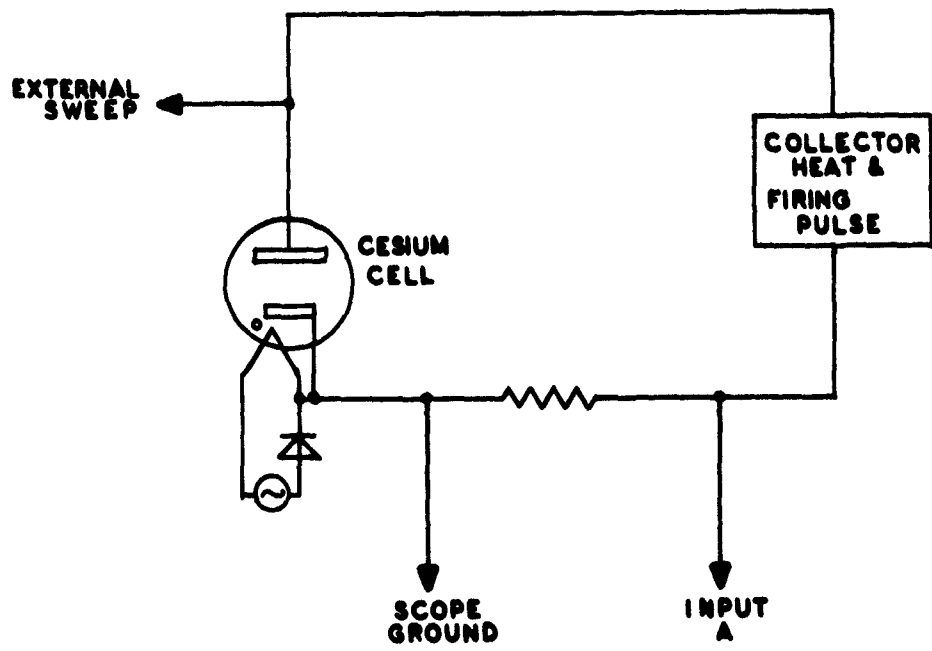 EXTERNAL
SWEEP
COLLECTOR
HEAT &
FIRING
PULSE
CESIUM
CELL
SCOPE
GROUND
INPUT
A